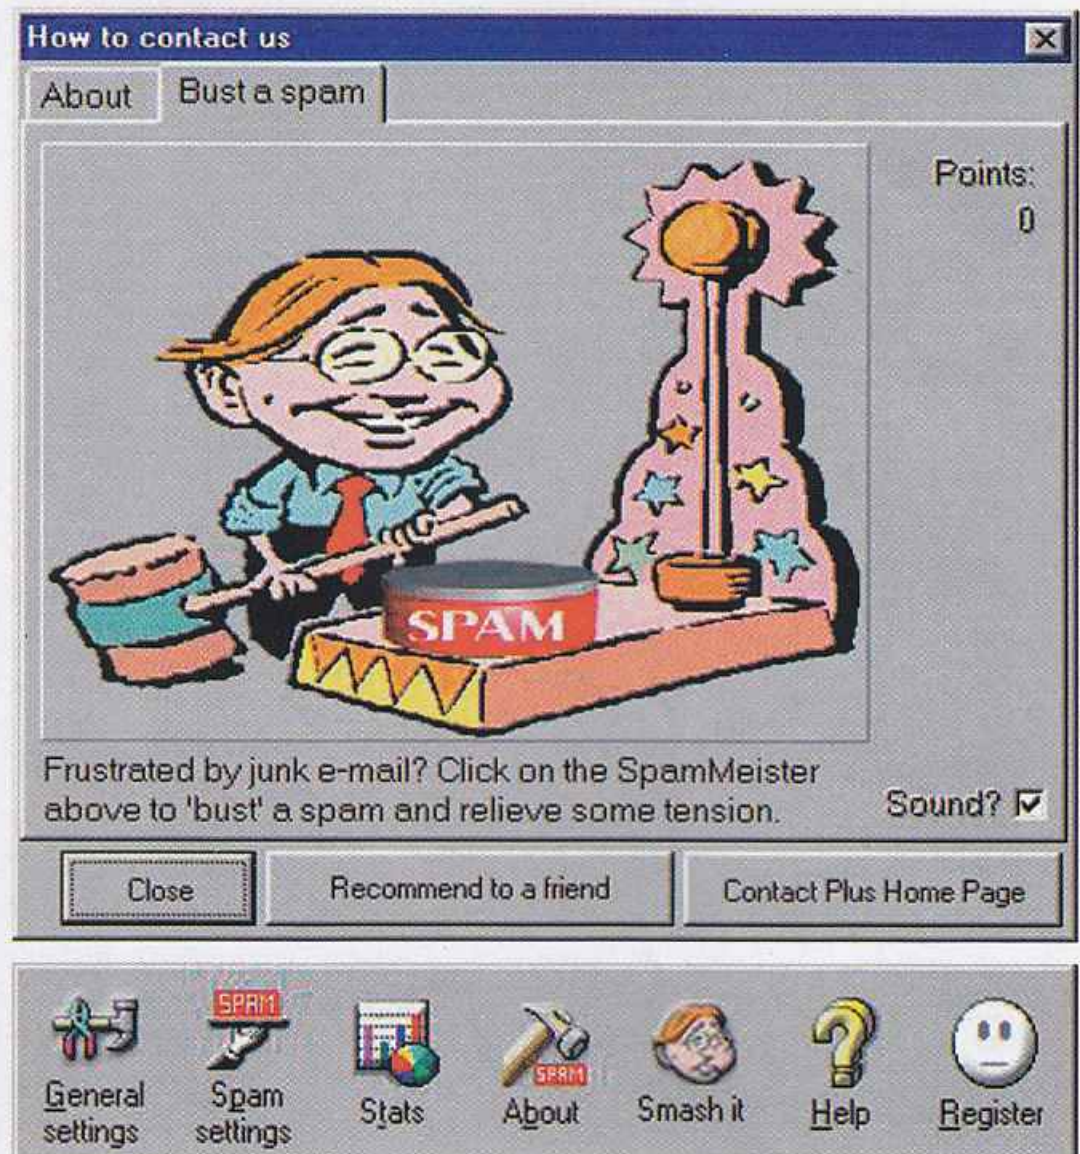 How to contact us
About
Bust a spam
Points:
0
SPAM
Frustrated by junk e-mail? Click on the SpamMeister
above to 'bust' a spam and relieve some tension.
Sound?
Close
Recommend to a friend
Contact Plus Home Page
SPAM
SPAM
General
settings
Spam
settings
Stats
About
Smash it
Help
Register